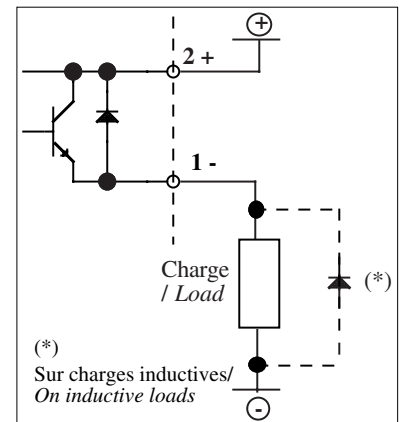 +
2 +
1 -
Charge
/ Load
(*)
(*)
Sur charges inductives/
On inductive loads
-